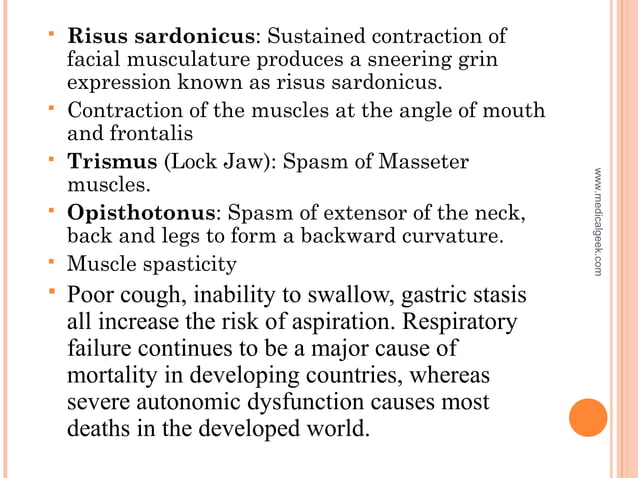 ▪ Risus sardonicus: Sustained contraction of
facial musculature produces a sneering grin
expression known as risus sardonicus.
▪ Contraction of the muscles at the angle of mouth
and frontalis
▪ Trismus (Lock Jaw): Spasm of Masseter
muscles.
▪ Opisthotonus: Spasm of extensor of the neck,
back and legs to form a backward curvature.
▪ Muscle spasticity
▪ Poor cough, inability to swallow, gastric stasis
all increase the risk of aspiration. Respiratory
failure continues to be a major cause of
mortality in developing countries, whereas
severe autonomic dysfunction causes most
deaths in the developed world.
www.medicalgeek.com